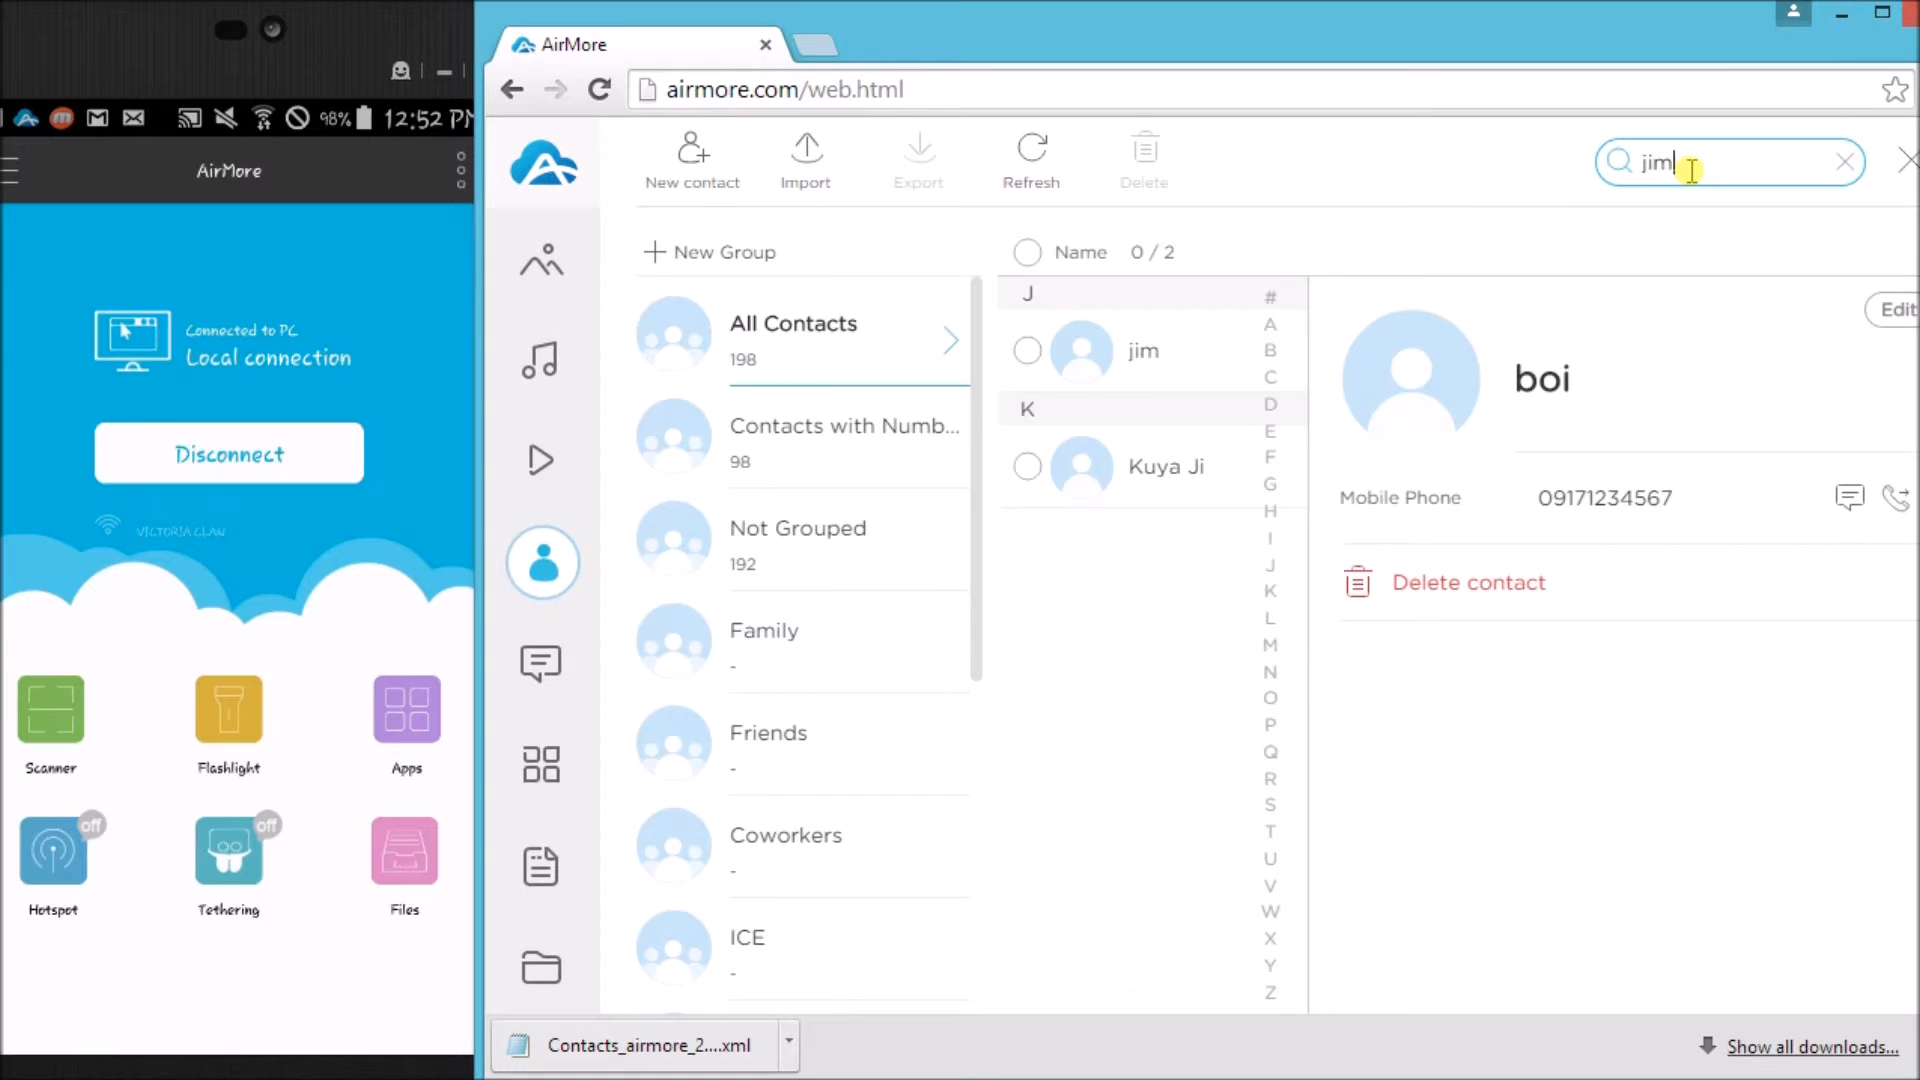 98% 12:52 PM
AirMore
Connected to PC
Local connection
Disconnect
VICTORIA CLAN
Scanner
Flashlight
Apps
off
off
Hotspot
Tethering
Files
AirMore
airmore.com/web.html
New contact
Import
Export
Refresh
Delete
jim
New Group
Name 0 / 2
All Contacts
198
Contacts with Numb...
98
Not Grouped
192
Family
-
Friends
-
Coworkers
-
ICE
-
J
jim
K
Kuya Ji
#
A
B
C
D
E
F
G
H
I
J
K
L
M
N
O
P
Q
R
S
T
U
V
W
X
Y
Z
Edit
boi
Mobile Phone 09171234567
Delete contact
Contacts_airmore_2....xml
Show all downloads...